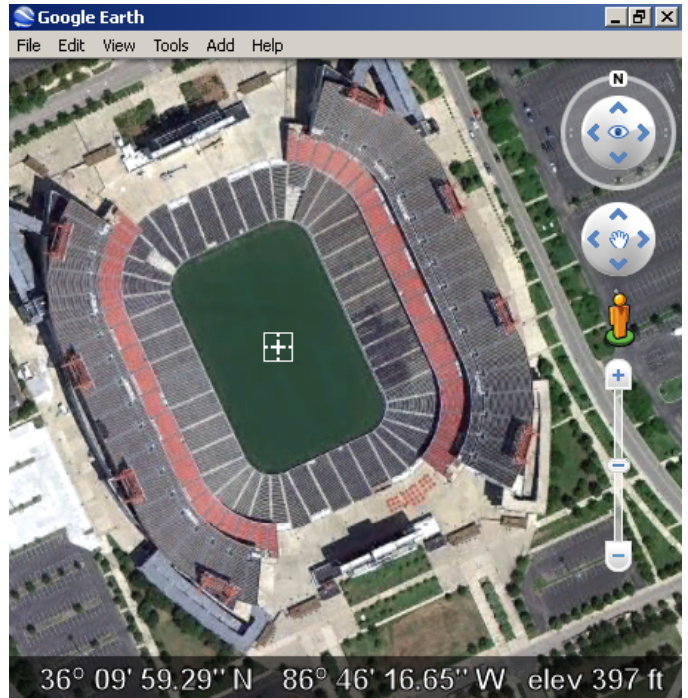 Google Earth
File Edit View Tools Add Help
N
36° 09' 59.29" N 86° 46' 16.65" W elev 397 ft